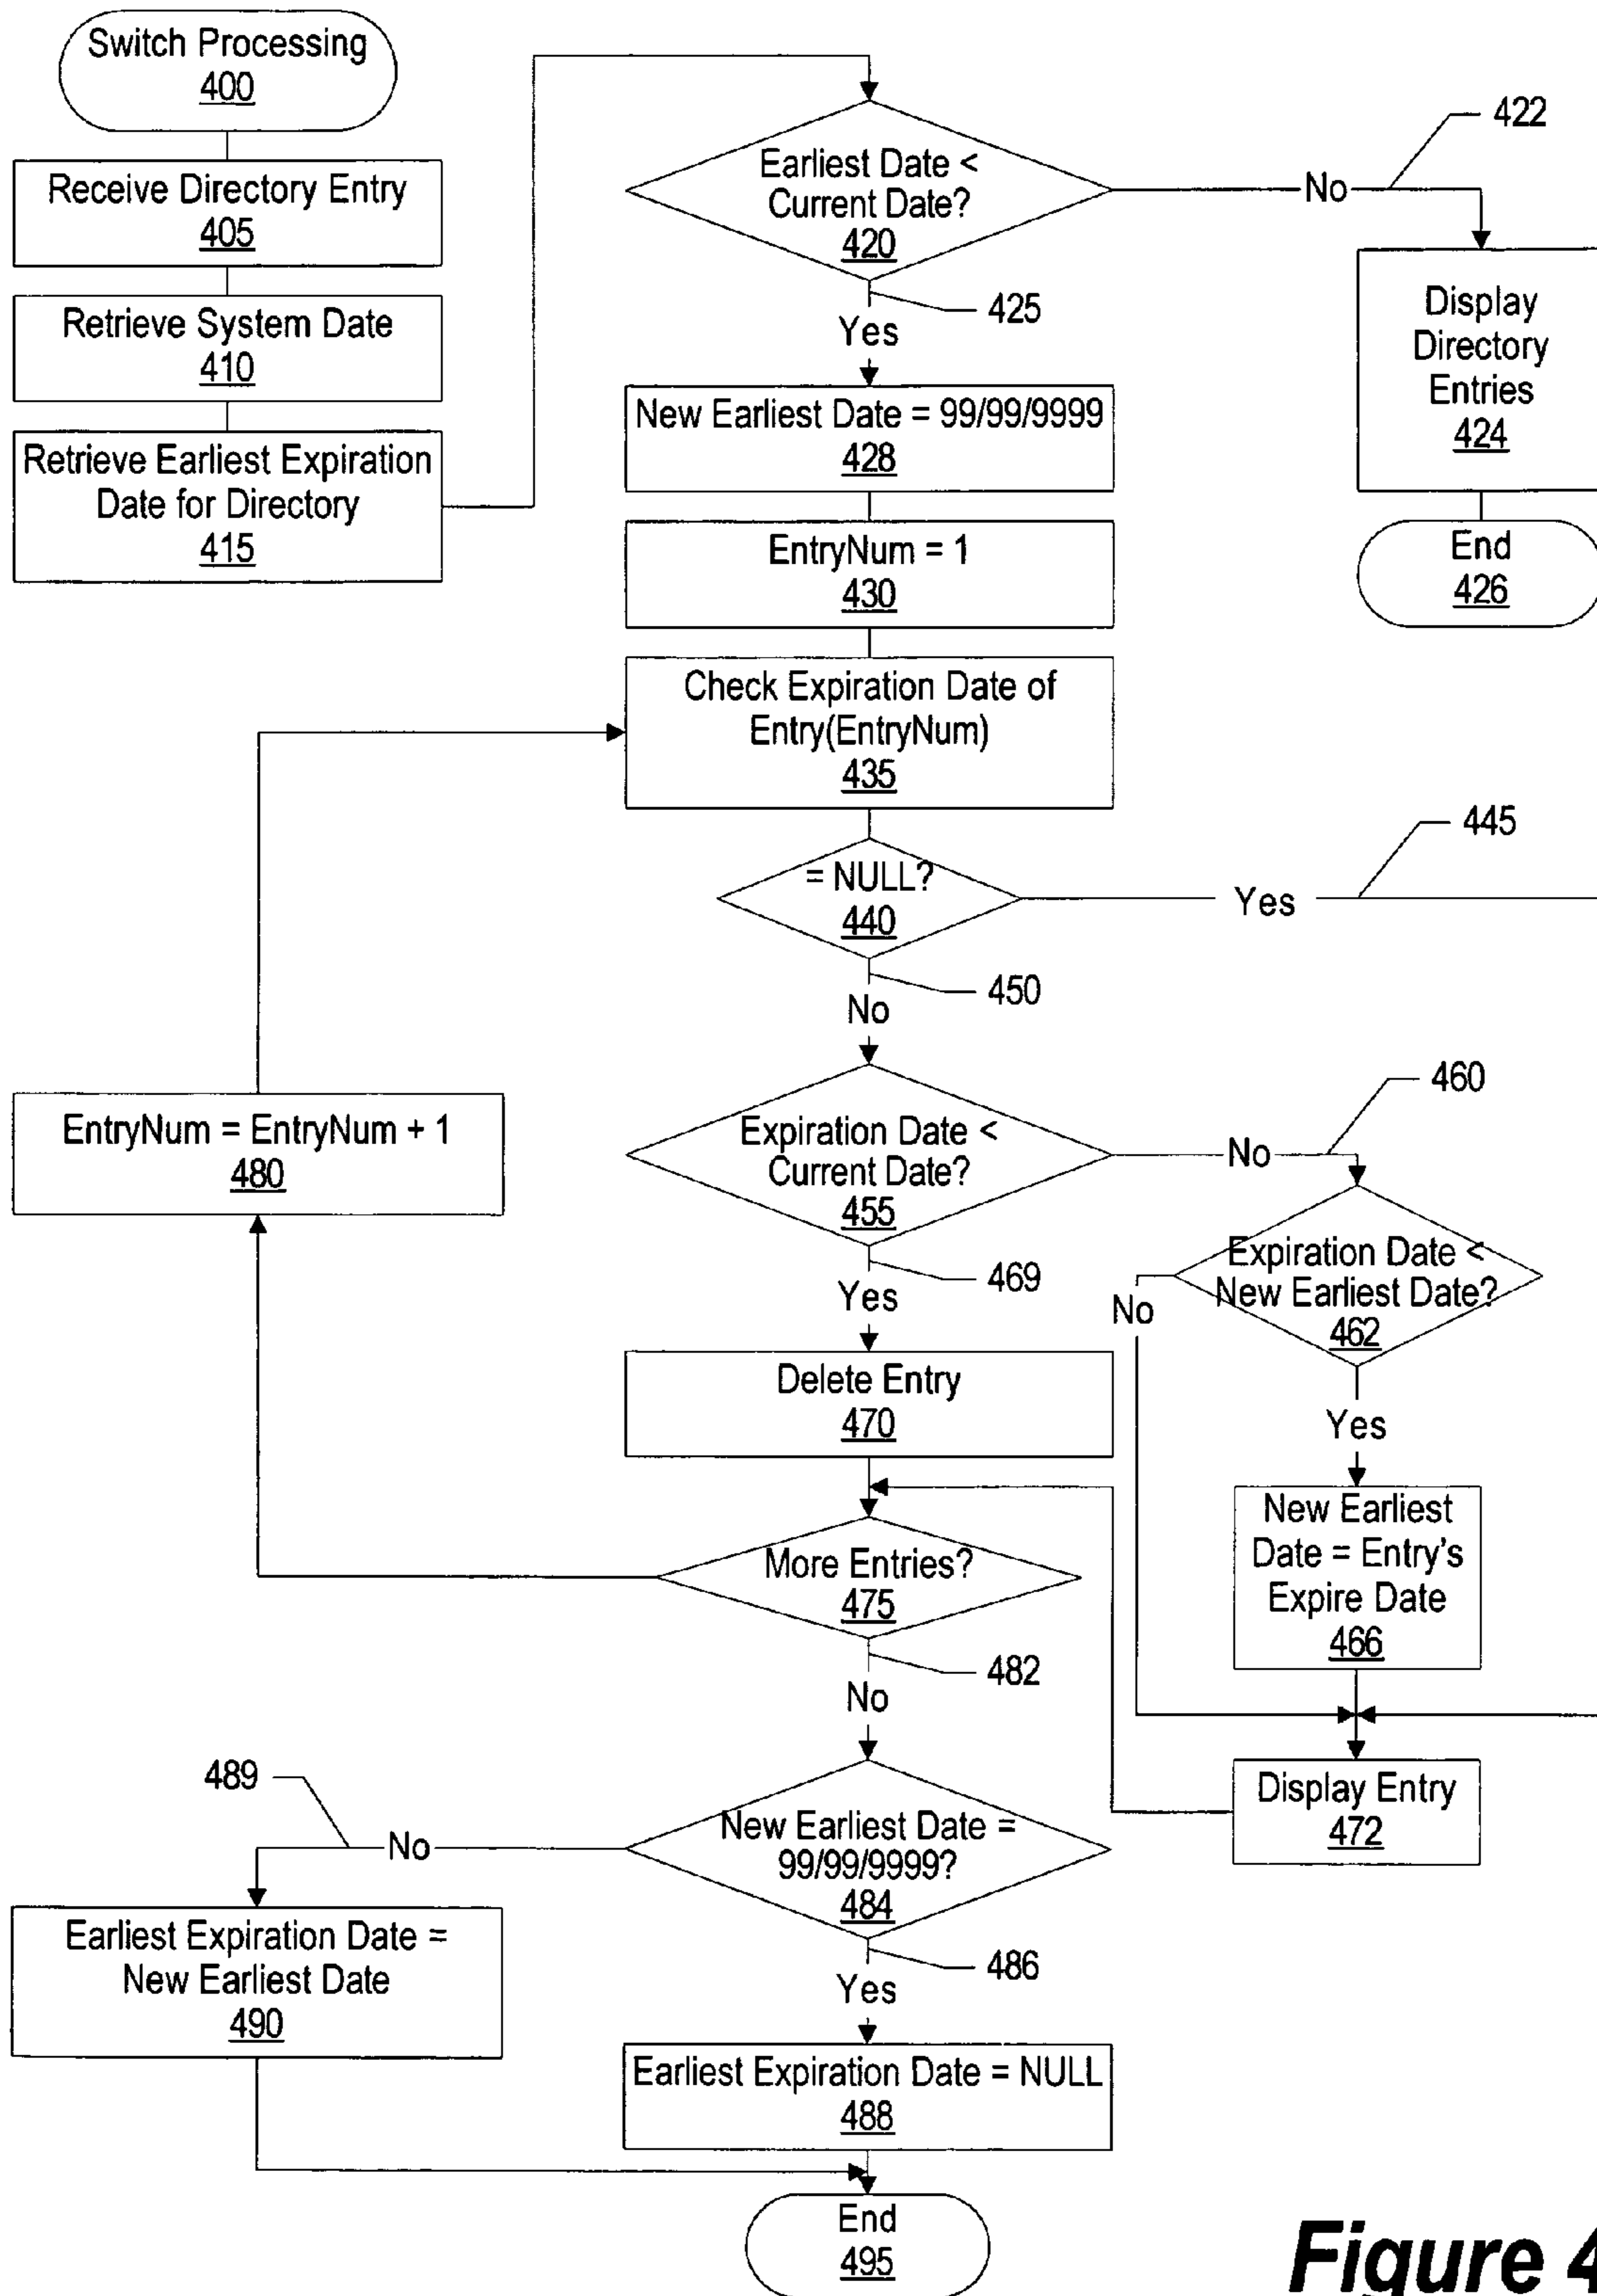 Switch Processing
400
Receive Directory Entry
405
Retrieve System Date
410
Retrieve Earliest Expiration
Date for Directory
415
Earliest Date <
Current Date?
420
No
422
Display
Directory
Entries
424
End
426
425
Yes
New Earliest Date = 99/99/9999
428
EntryNum = 1
430
Check Expiration Date of
Entry(EntryNum)
435
= NULL?
440
Yes
445
450
No
Expiration Date <
Current Date?
455
No
460
Expiration Date <
New Earliest Date?
462
No
Yes
New Earliest
Date = Entry's
Expire Date
466
Display Entry
472
469
Yes
Delete Entry
470
More Entries?
475
EntryNum = EntryNum + 1
480
482
No
New Earliest Date =
99/99/9999?
484
489
No
Earliest Expiration Date =
New Earliest Date
490
486
Yes
Earliest Expiration Date = NULL
488
End
495
Figure 4